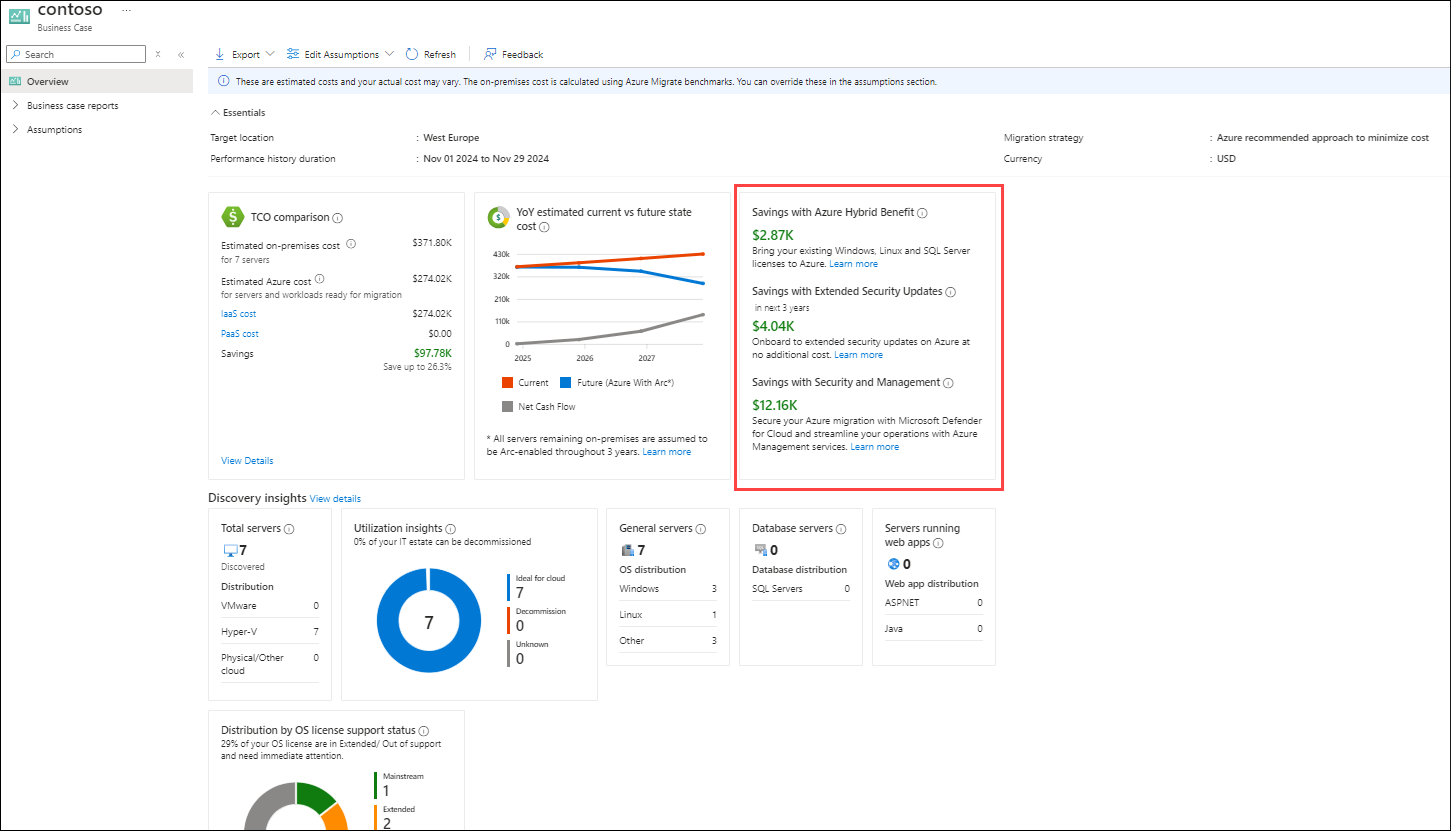 contoso
...
Business Case
Search
Overview
Business case reports
Assumptions
Export
Edit Assumptions
Refresh
Feedback
These are estimated costs and your actual cost may vary. The on-premises cost is calculated using Azure Migrate benchmarks. You can override these in the assumptions section.
Essentials
Target location : West Europe
Migration strategy : Azure recommended approach to minimize cost
Performance history duration : Nov 01 2024 to Nov 29 2024
Currency : USD
TCO comparison
Estimated on-premises cost $371.80K
for 7 servers
Estimated Azure cost $274.02K
for servers and workloads ready for migration
IaaS cost $274.02K
PaaS cost $0.00
Savings $97.78K
Save up to 26.3%
View Details
YoY estimated current vs future state
cost
430k
320k
210k
110k
0
2025 2026 2027
Current Future (Azure With Arc*)
Net Cash Flow
* All servers remaining on-premises are assumed to
be Arc-enabled throughout 3 years. Learn more
Savings with Azure Hybrid Benefit
$2.87K
Bring your existing Windows, Linux and SQL Server
licenses to Azure. Learn more
Savings with Extended Security Updates
in next 3 years
$4.04K
Onboard to extended security updates on Azure at
no additional cost. Learn more
Savings with Security and Management
$12.16K
Secure your Azure migration with Microsoft Defender
for Cloud and streamline your operations with Azure
Management services. Learn more
Discovery insights View details
Total servers
7
Discovered
Distribution
VMware 0
Hyper-V 7
Physical/Other 0
cloud
Utilization insights
0% of your IT estate can be decommissioned
7
Ideal for cloud
7
Decommission
0
Unknown
0
General servers
7
OS distribution
Windows 3
Linux 1
Other 3
Database servers
0
Database distribution
SQL Servers 0
Servers running
web apps
0
Web app distribution
ASPNET 0
Java 0
Distribution by OS license support status
29% of your OS license are in Extended/ Out of support
and need immediate attention.
Mainstream
1
Extended
2